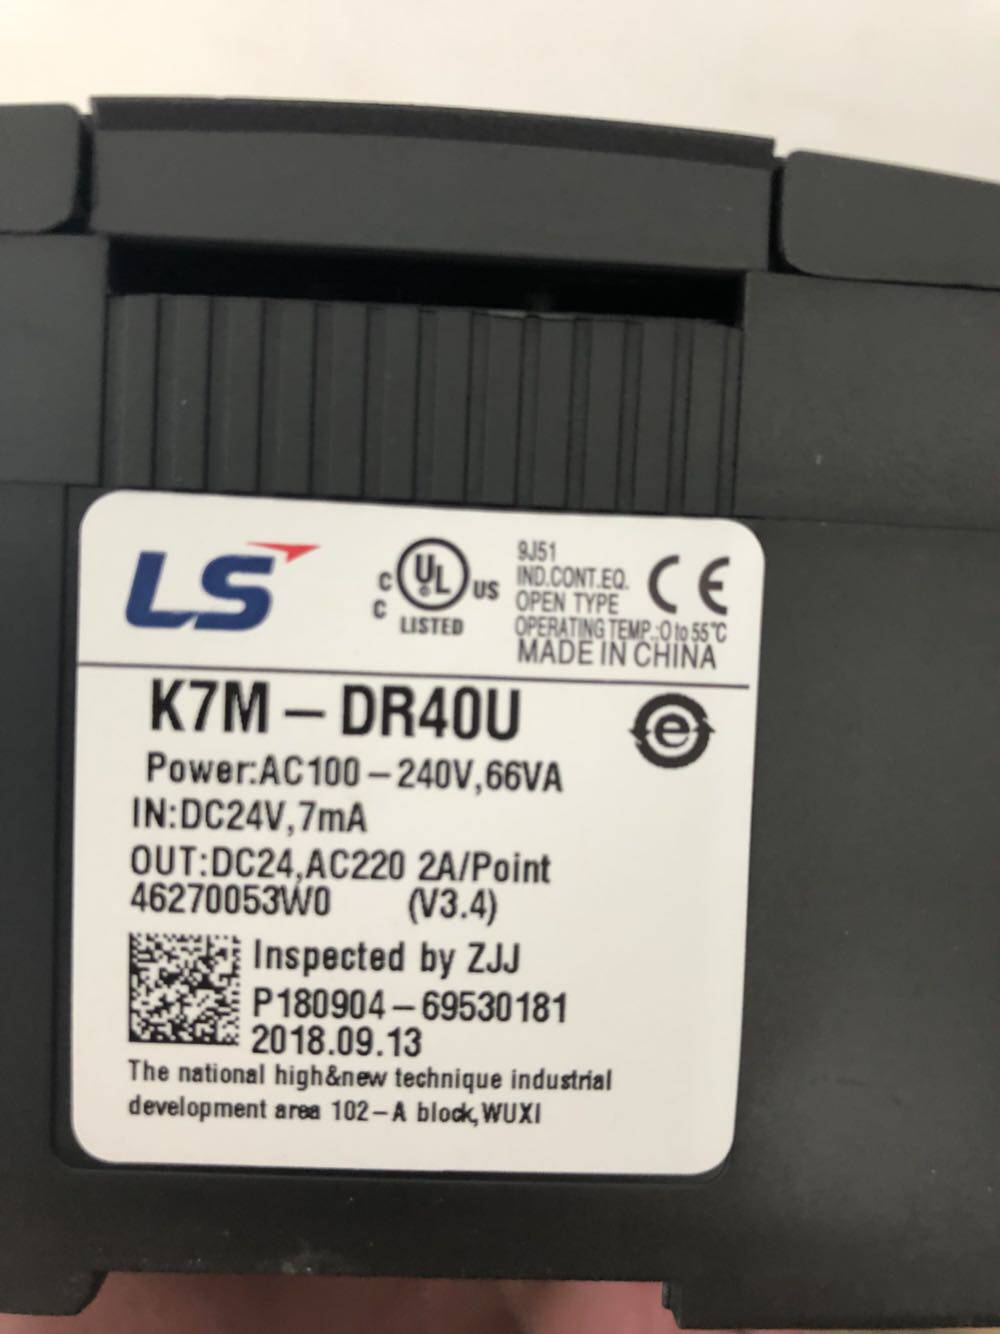 LS
C UL US
C LISTED
9J51
IND.CONT.EQ.
OPEN TYPE
OPERATING TEMP.:0 to 55℃
MADE IN CHINA
CE
K7M-DR40U
e
Power:AC100-240V,66VA
IN:DC24V,7mA
OUT:DC24,AC220 2A/Point
46270053W0 (V3.4)
Inspected by ZJJ
P180904-69530181
2018.09.13
The national high&new technique industrial
development area 102-A block,WUXI